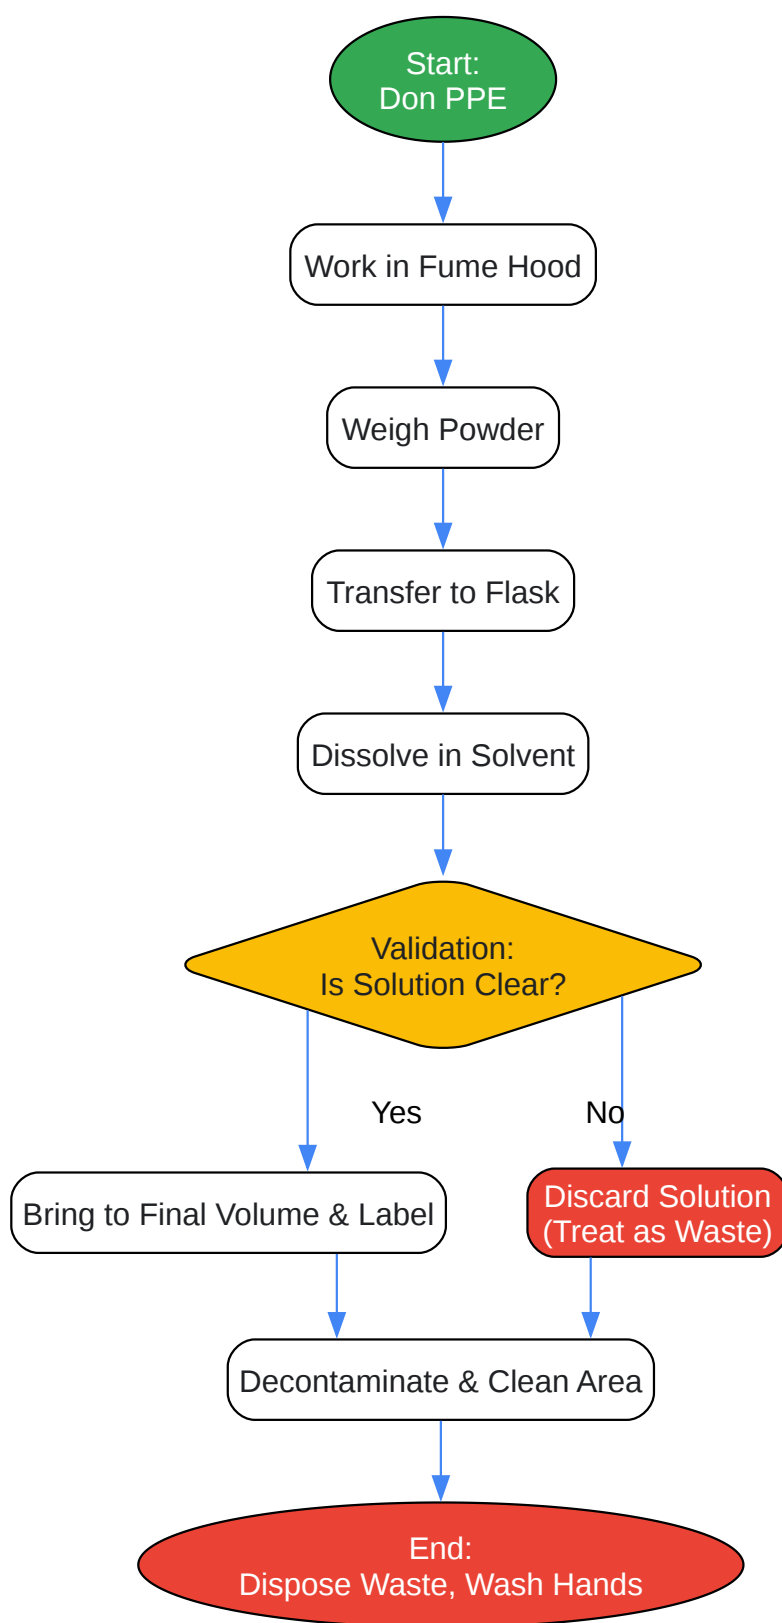 Start:
Don PPE
Work in Fume Hood
Weigh Powder
Transfer to Flask
Dissolve in Solvent
Validation:
Is Solution Clear?
Yes
No
Bring to Final Volume & Label
Discard Solution
(Treat as Waste)
Decontaminate & Clean Area
End:
Dispose Waste, Wash Hands